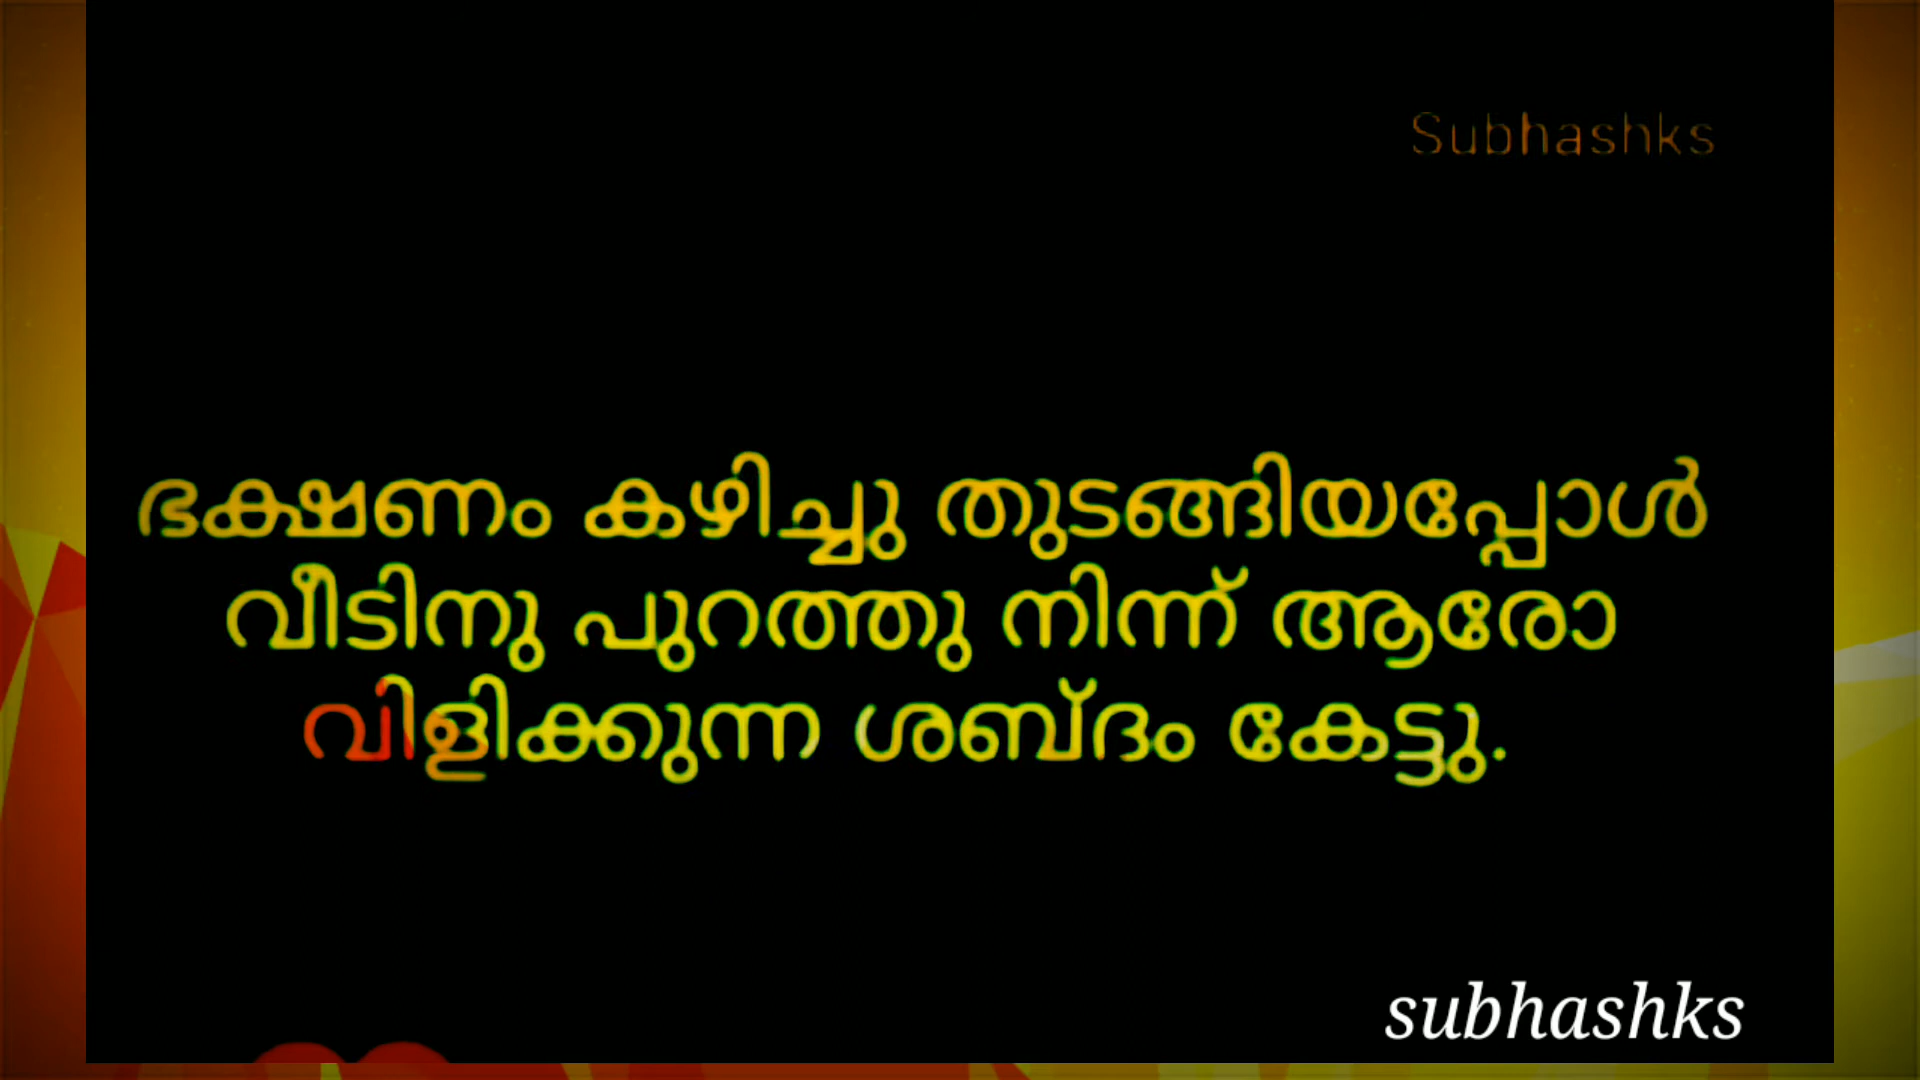 Subhashks
ഭക്ഷണം കഴിച്ചു തുടങ്ങിയപ്പോൾ
വീടിനു പുറത്തു നിന്ന് ആരോ
വിളിക്കുന്ന ശബ്ദം കേട്ടു.
subhashks